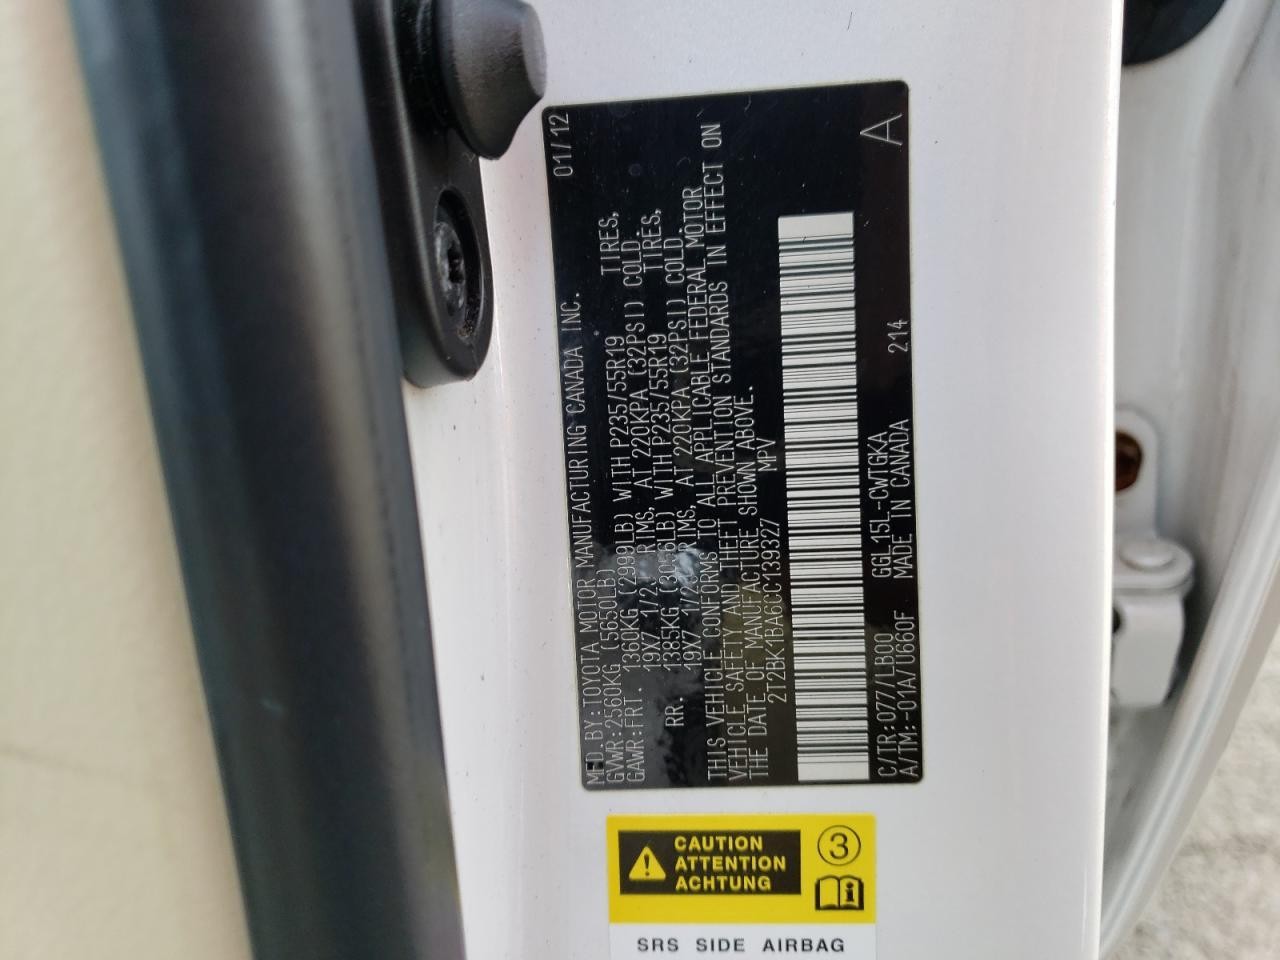 MFD.BY:TOYOTA MOTOR MANUFACTURING CANADA INC. 01/12
GVWR:2560KG (5650LB)
GAWR:FRT. 1360KG (2999LB) WITH P235/55R19 TIRES,
19X7 1/2J RIMS, AT 220KPA (32PSI) COLD.
RR. 1385KG WITH P235/55R19 TIRES,
19X7 1/2J RIMS, AT 220KPA (32PSI) COLD.
THIS VEHICLE CONFORMS TO ALL APPLICABLE FEDERAL MOTOR
VEHICLE SAFETY AND THEFT PREVENTION STANDARDS IN EFFECT ON
THE DATE OF MANUFACTURE SHOWN ABOVE.
2T2BK1BA6CC139327 MPV
A
C/TR:077/LB00 GGL15L-CWTGKA 214
A/TM:-01A/U660F MADE IN CANADA
CAUTION
ATTENTION
ACHTUNG
3
SRS SIDE AIRBAG